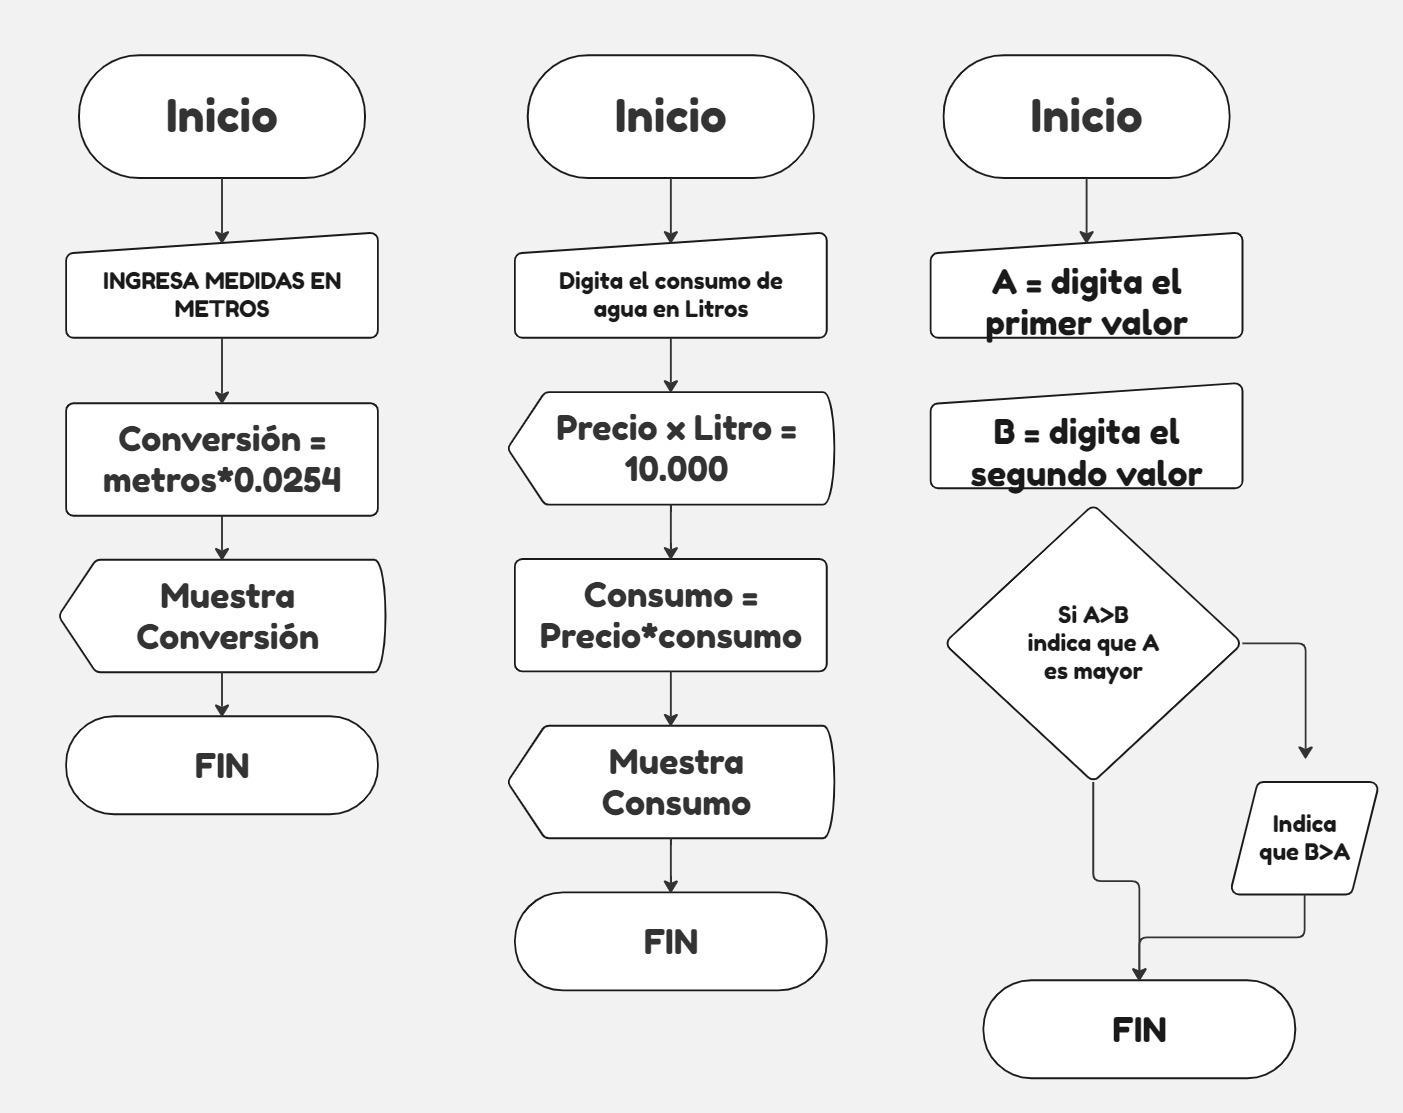 Inicio
INGRESA MEDIDAS EN
METROS
Conversión =
metros*0.0254
Muestra
Conversión
FIN
Inicio
Digita el consumo de
agua en Litros
Precio x Litro =
10.000
Consumo =
Precio*consumo
Muestra
Consumo
FIN
Inicio
A = digita el
primer valor
B = digita el
segundo valor
Si A>B
indica que A
es mayor
Indica
que B>A
FIN